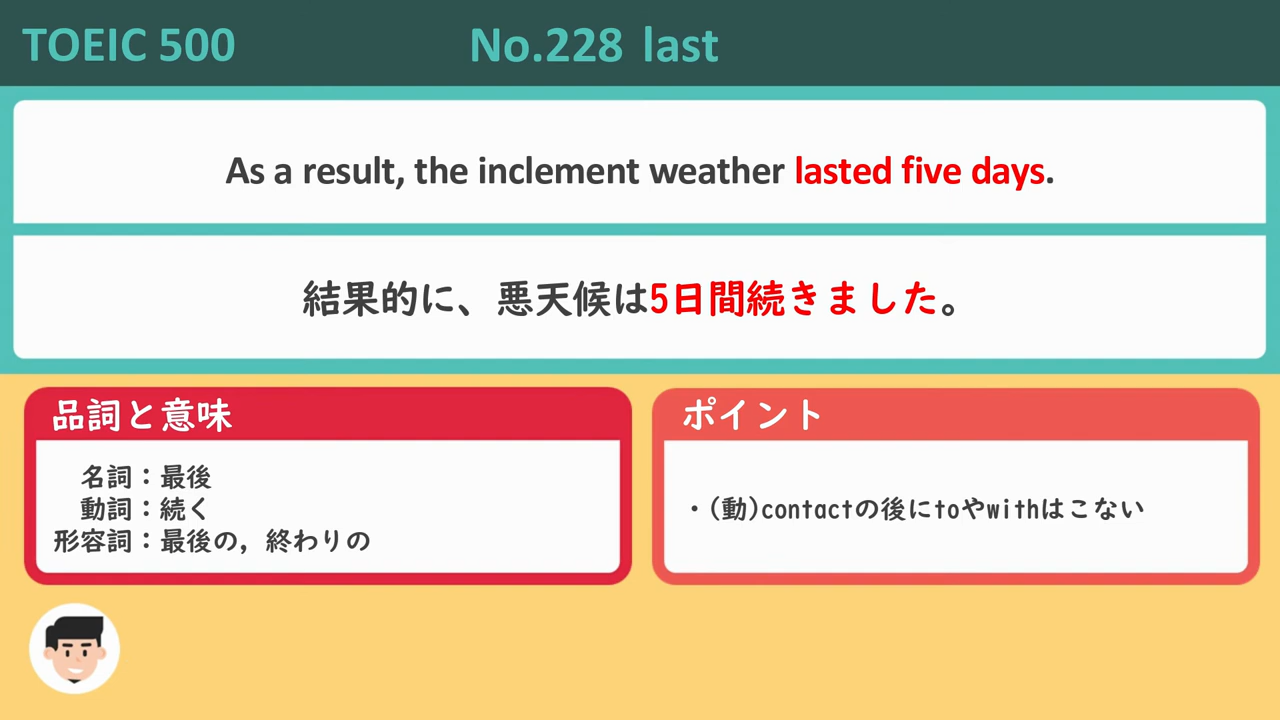 TOEIC 500
No.228 last
As a result, the inclement weather lasted five days.
結果的に、悪天候は5日間続きました。
品詞と意味
名詞：最後
動詞：続く
形容詞：最後の，終わりの
ポイント
・(動)contactの後にtoやwithはこない